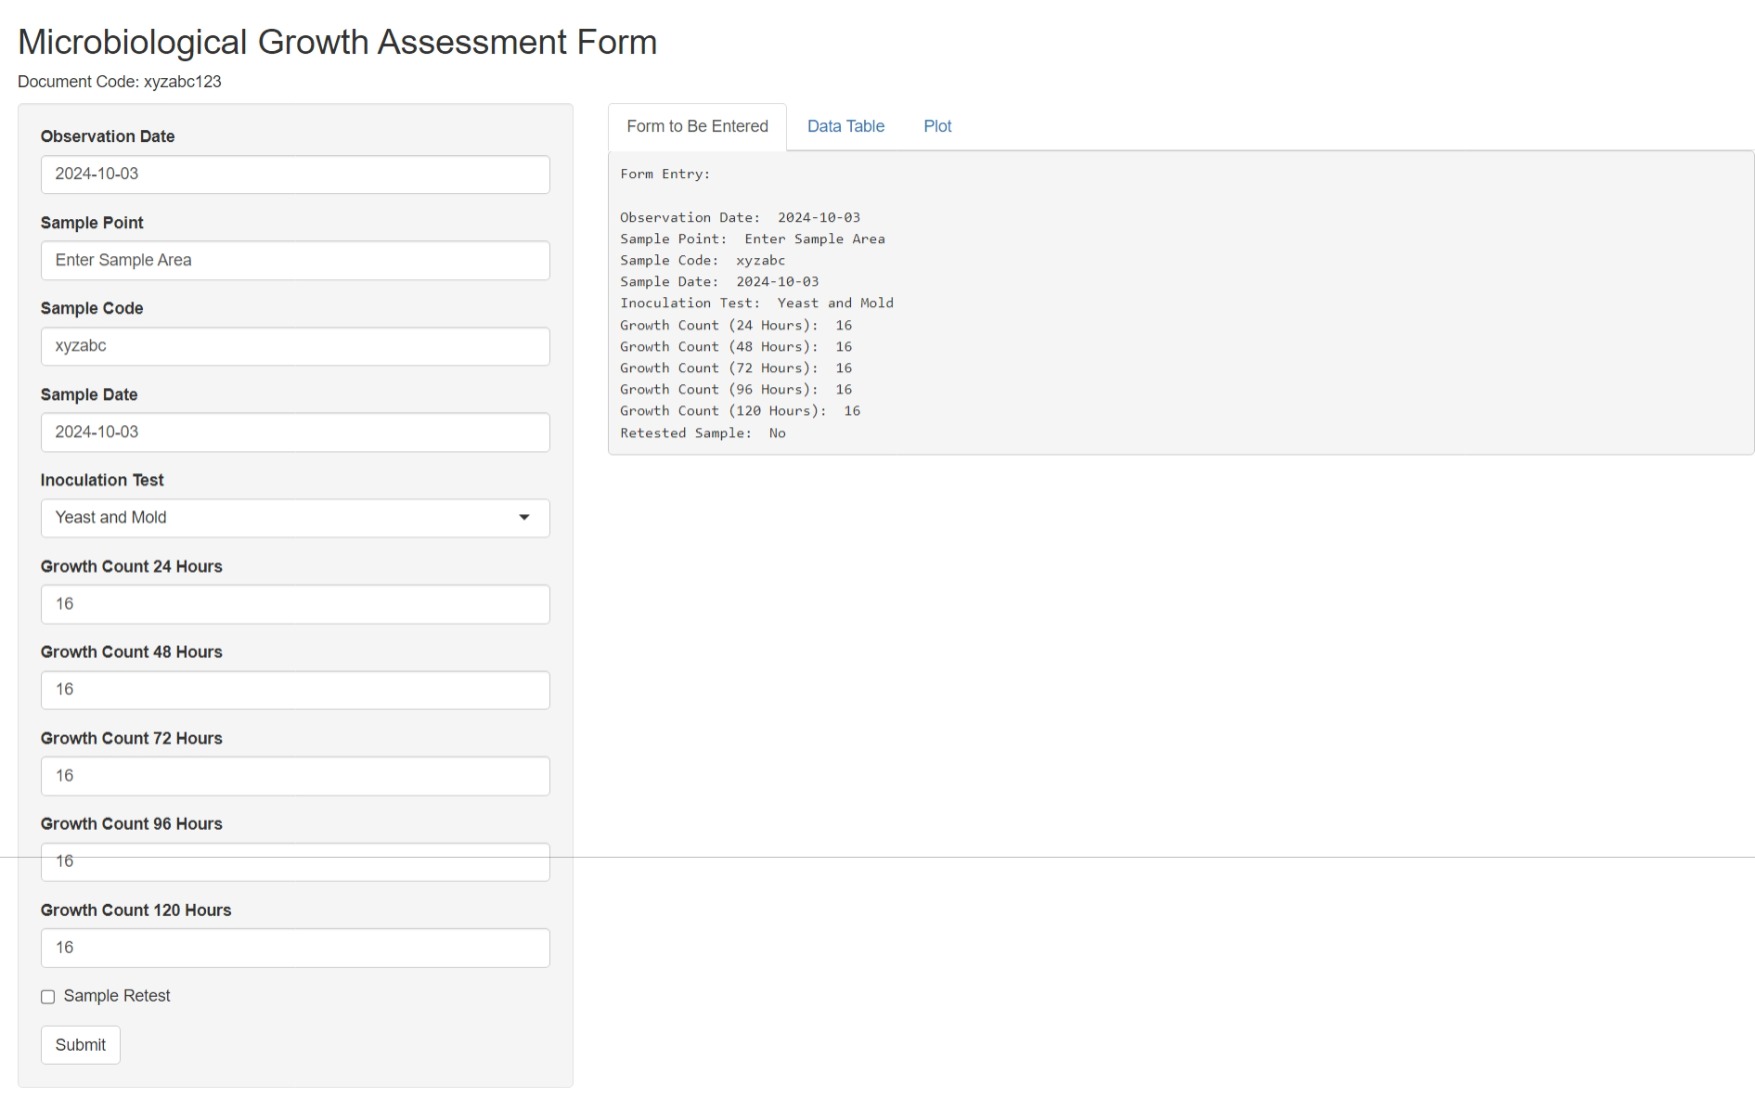 Microbiological Growth Assessment Form
Document Code: xyzabc123
Observation Date
2024-10-03
Sample Point
Enter Sample Area
Sample Code
xyzabc
Sample Date
2024-10-03
Inoculation Test
Yeast and Mold
Growth Count 24 Hours
16
Growth Count 48 Hours
16
Growth Count 72 Hours
16
Growth Count 96 Hours
16
Growth Count 120 Hours
16
Sample Retest
Submit
Form to Be Entered
Data Table
Plot
Form Entry:
Observation Date:  2024-10-03
Sample Point:  Enter Sample Area
Sample Code:  xyzabc
Sample Date:  2024-10-03
Inoculation Test:  Yeast and Mold
Growth Count (24 Hours):  16
Growth Count (48 Hours):  16
Growth Count (72 Hours):  16
Growth Count (96 Hours):  16
Growth Count (120 Hours):  16
Retested Sample:  No